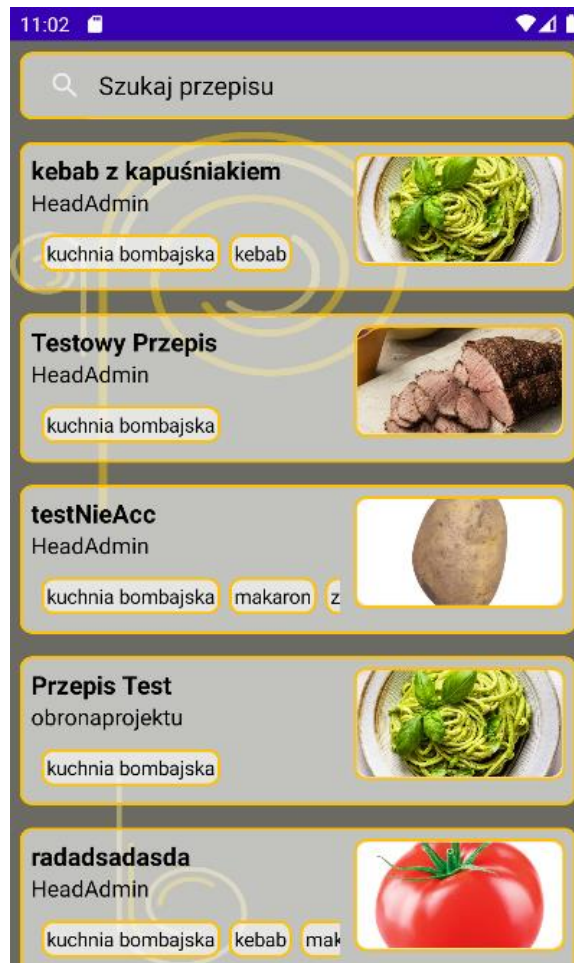 11:02
Szukaj przepisu
kebab z kapuśniakiem
HeadAdmin
kuchnia bombajska kebab
Testowy Przepis
HeadAdmin
kuchnia bombajska
testNieAcc
HeadAdmin
kuchnia bombajska makaron z
Przepis Test
obronaprojektu
kuchnia bombajska
radadsadasda
HeadAdmin
kuchnia bombajska kebab mak